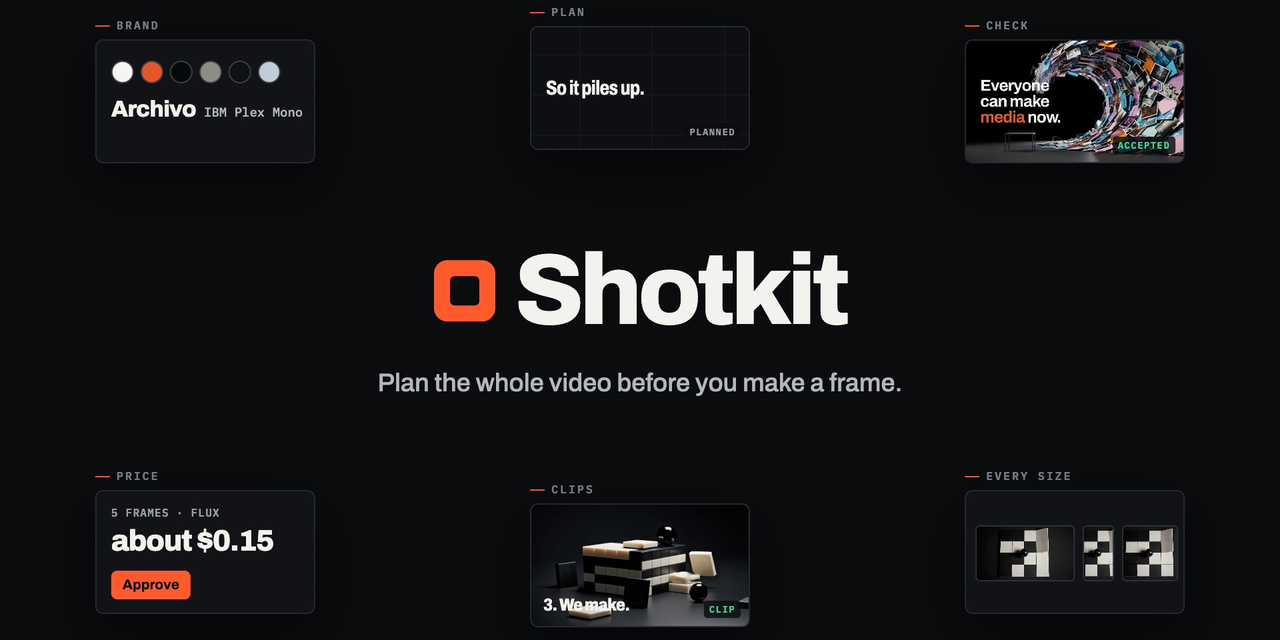 BRAND
Archivo IBM Plex Mono
PLAN
So it piles up.
PLANNED
CHECK
Everyone
can make
media now.
ACCEPTED
Shotkit
Plan the whole video before you make a frame.
PRICE
5 FRAMES · FLUX
about $0.15
Approve
CLIPS
3. We make.
CLIP
EVERY SIZE